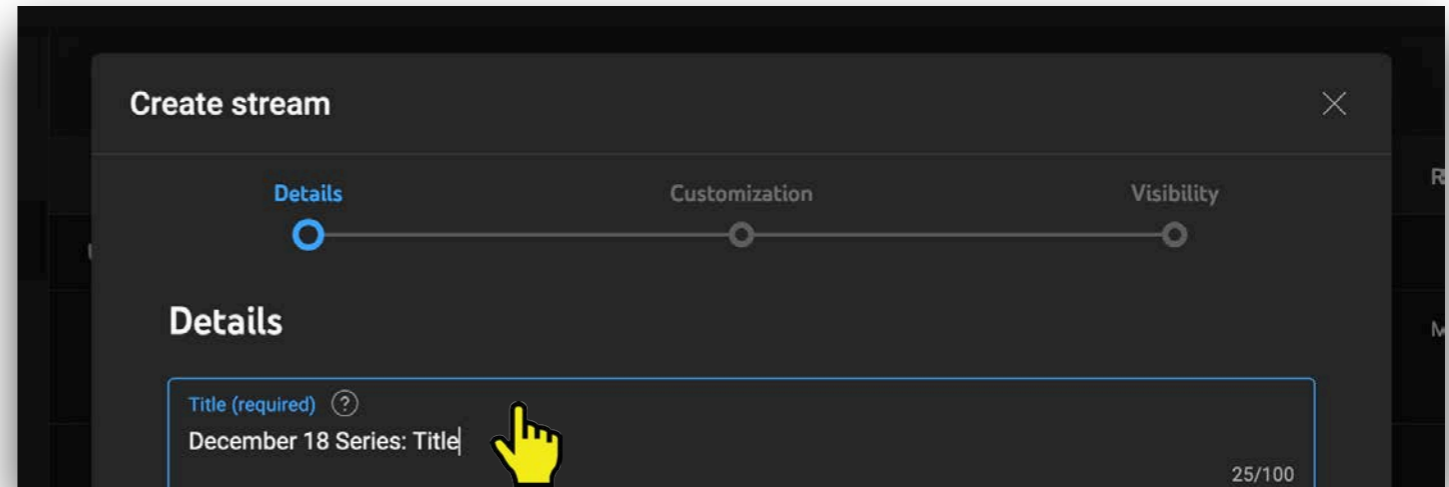 Create stream
Details Customization Visibility
Details
Title (required) ?
December 18 Series: Title
25/100